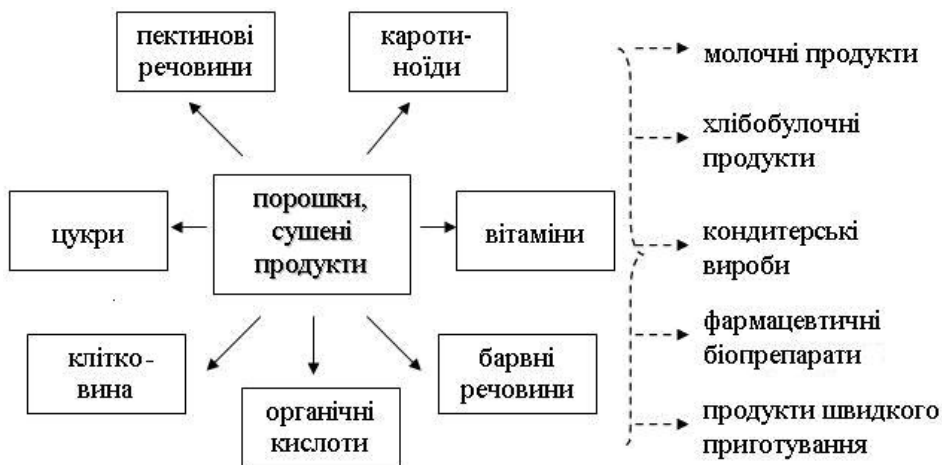 пектинові
речовини
кароти-
ноїди
цукри
порошки,
сушені
продукти
вітаміни
клітко-
вина
органічні
кислоти
барвні
речовини
молочні продукти
хлібобулочні
продукти
кондитерські
вироби
фармацевтичні
біопрепарати
продукти швидкого
приготування